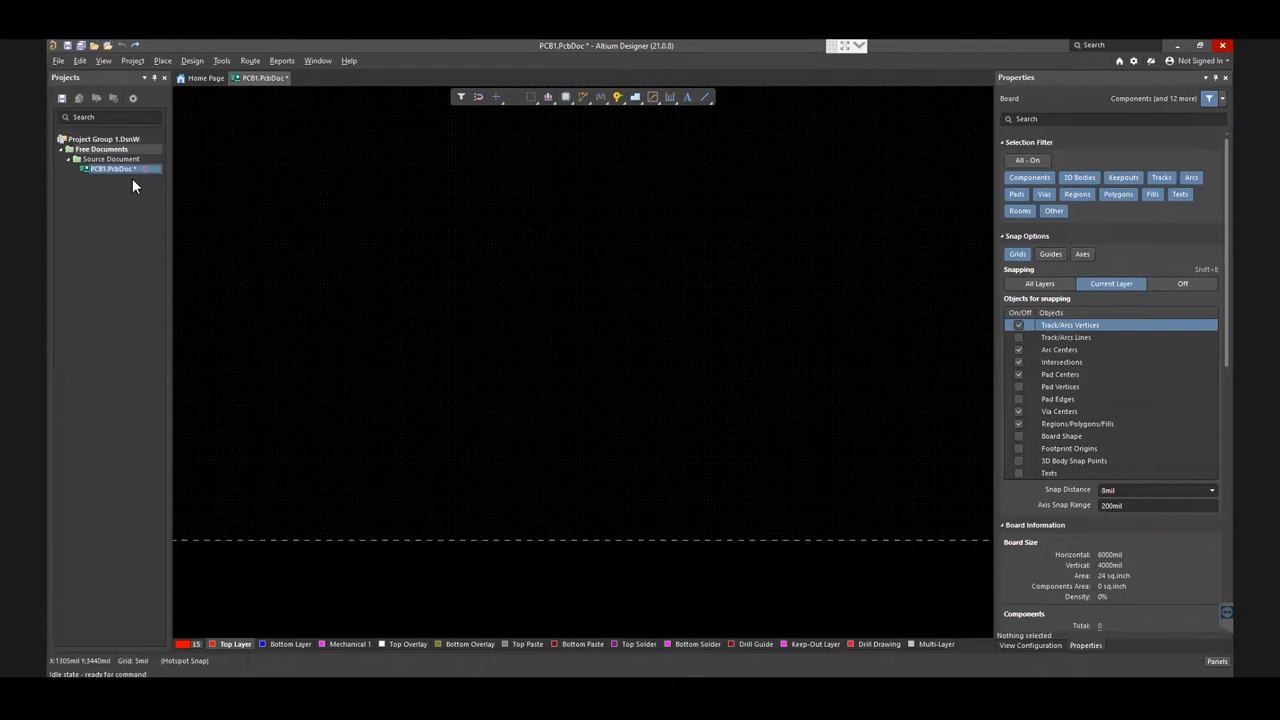 PCB1.PcbDoc * - Altium Designer (21.0.8)
Search
File Edit View Project Place Design Tools Route Reports Window Help
Not Signed In
Projects
Home Page
PCB1.PcbDoc *
Properties
Search
Project Group 1.DsnW
Free Documents
Source Document
PCB1.PcbDoc *
Board
Components (and 12 more)
Search
Selection Filter
All - On
Components 3D Bodies Keepouts Tracks Arcs
Pads Vias Regions Polygons Fills Texts
Rooms Other
Snap Options
Grids Guides Axes
Snapping Shift+E
All Layers Current Layer Off
Objects for snapping
On/Off Objects
Track/Arcs Vertices
Track/Arcs Lines
Arc Centers
Intersections
Pad Centers
Pad Vertices
Pad Edges
Via Centers
Regions/Polygons/Fills
Board Shape
Footprint Origins
3D Body Snap Points
Texts
Snap Distance 8mil
Axis Snap Range 200mil
Board Information
Board Size
Horizontal: 6000mil
Vertical: 4000mil
Area: 24 sq.inch
Components Area: 0 sq.inch
Density: 0%
Components
Total: 0
Nothing selected
View Configuration Properties
LS Top Layer Bottom Layer Mechanical 1 Top Overlay Bottom Overlay Top Paste Bottom Paste Top Solder Bottom Solder Drill Guide Keep-Out Layer Drill Drawing Multi-Layer
X:1305mil Y:3440mil Grid: 5mil (Hotspot Snap)
Panels
Idle state - ready for command